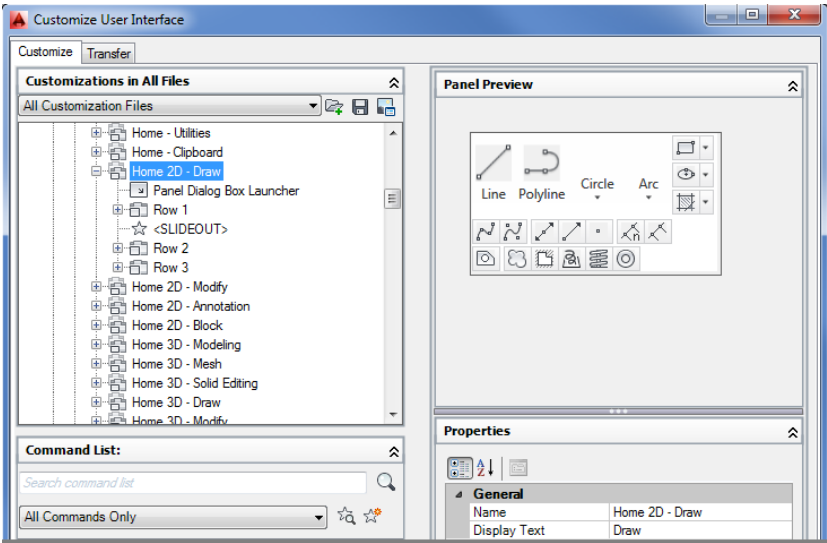 Customize User Interface
Customize Transfer
Customizations in All Files
All Customization Files
Home - Utilities
Home - Clipboard
Home 2D - Draw
Panel Dialog Box Launcher
Row 1
<SLIDEOUT>
Row 2
Row 3
Home 2D - Modify
Home 2D - Annotation
Home 2D - Block
Home 3D - Modeling
Home 3D - Mesh
Home 3D - Solid Editing
Home 3D - Draw
Home 3D - Modify
Command List:
Search command list
All Commands Only
Panel Preview
Line Polyline Circle Arc
Properties
General
Name Home 2D - Draw
Display Text Draw